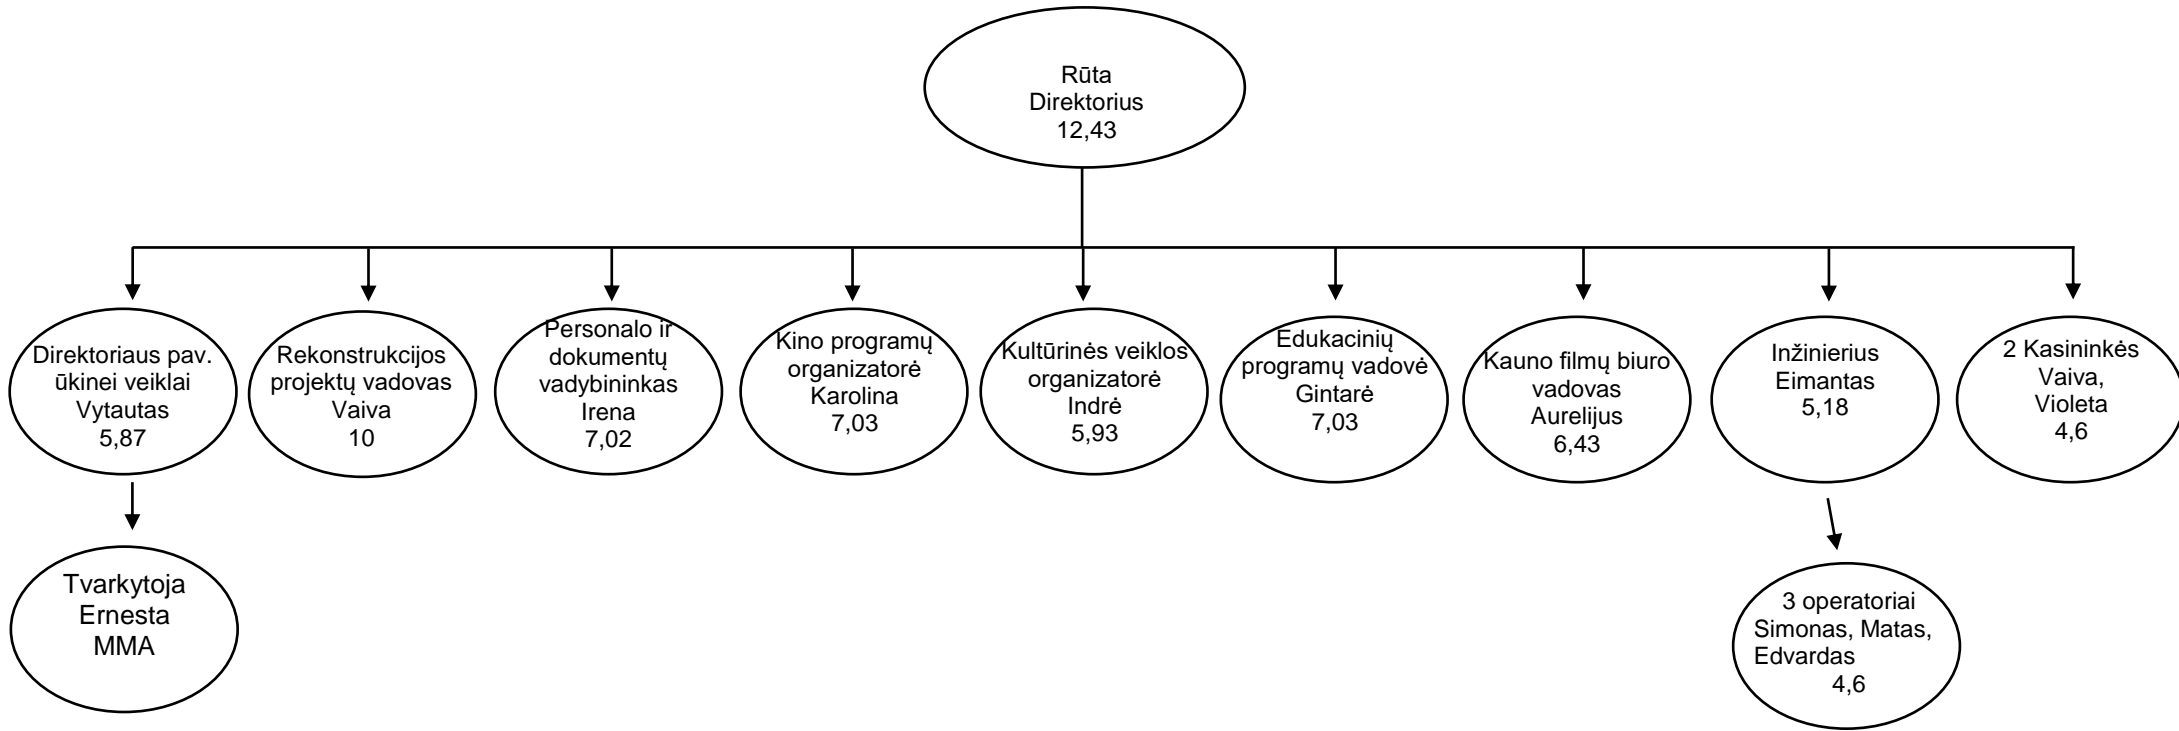 Rūta
Direktorius
12,43
Direktoriaus pav.
ūkinei veiklai
Vytautas
5,87
Rekonstrukcijos
projektų vadovas
Vaiva
10
Personalo ir
dokumentų
vadybininkas
Irena
7,02
Kino programų
organizatorė
Karolina
7,03
Kultūrinės veiklos
organizatorė
Indrė
5,93
Edukacinių
programų vadovė
Gintarė
7,03
Kauno filmų biuro
vadovas
Aurelijus
6,43
Inžinierius
Eimantas
5,18
2 Kasininkės
Vaiva,
Violeta
4,6
Tvarkytoja
Ernesta
MMA
3 operatoriai
Simonas, Matas,
Edvardas
4,6